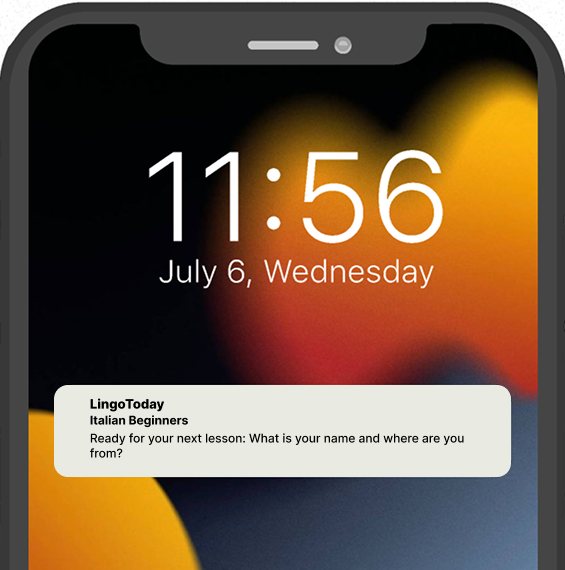 11:56
July 6, Wednesday
LingoToday
Italian Beginners
Ready for your next lesson: What is your name and where are you
from?